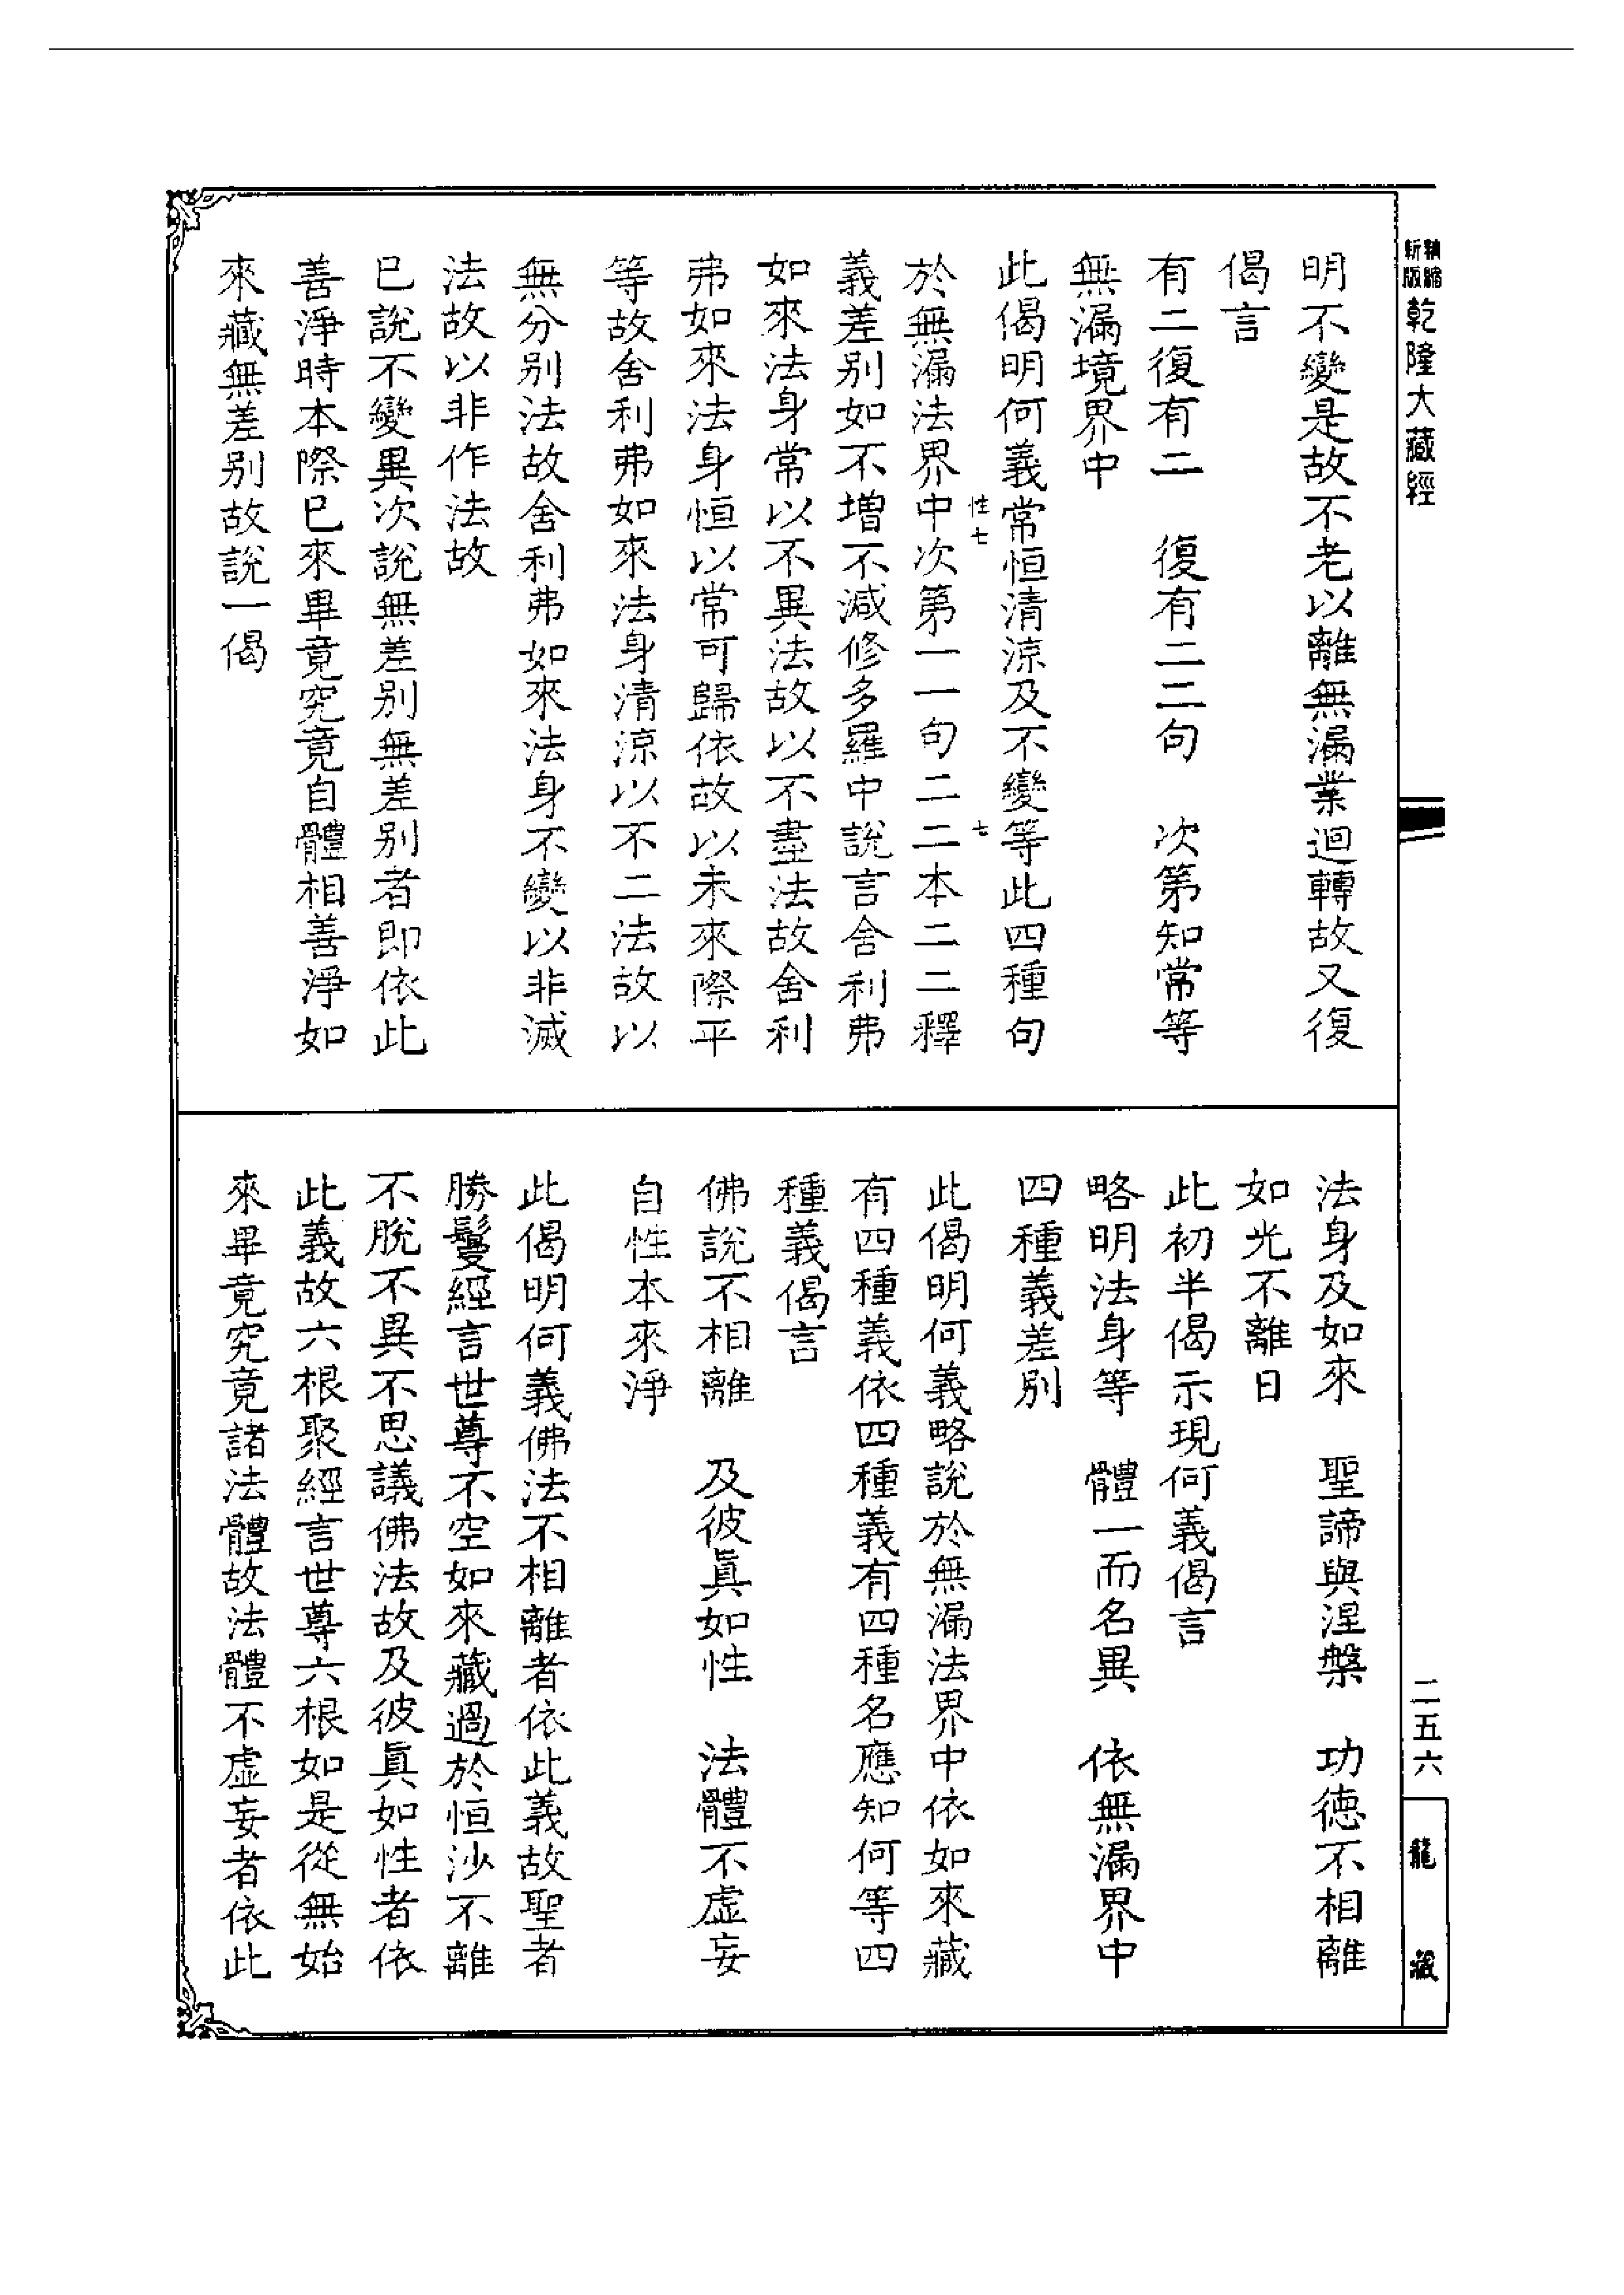 精縮新版乾隆大藏經
明不變是故不老以離無漏業迴轉故又復
偈言
有二復有二　復有二二句　次第知常等
無漏境界中
此偈明何義常恒清涼及不變等此四種句
於無漏法界中次第一一句二二本二二釋
性七
七
義差别如不增不減修多羅中說言舍利弗
如來法身常以不異法故以不盡法故舍利
弗如來法身恒以常可歸依故以未來際平
等故舍利弗如來法身清涼以不二法故以
無分别法故舍利弗如來法身不變以非滅
法故以非作法故
已說不變異次說無差别無差别者即依此
善淨時本際已來畢竟究竟自體相善淨如
來藏無差别故說一偈
法身及如來　聖諦與涅槃　功德不相離
如光不離日
此初半偈示現何義偈言
略明法身等　體一而名異　依無漏界中
四種義差别
此偈明何義略說於無漏法界中依如來藏
有四種義依四種義有四種名應知何等四
種義偈言
佛說不相離　及彼眞如性　法體不虛妄
自性本來淨
此偈明何義佛法不相離者依此義故聖者
勝鬘經言世尊不空如來藏過於恒沙不離
不脫不異不思議佛法故及彼眞如性者依
此義故六根聚經言世尊六根如是從無始
來畢竟究竟諸法體故法體不虛妄者依此
二五六
龍藏